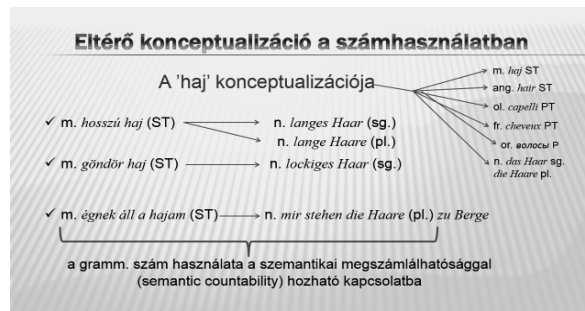 Eltérő konceptualizáció a számhasználatban
A 'haj' konceptualizációja
m. haj ST
ang. hair ST
ol. capelli PT
fr. cheveux PT
or. волосы P
n. das Haar sg.
die Haare pl.
✓ m. hosszú haj (ST)
n. langes Haar (sg.)
n. lange Haare (pl.)
✓ m. göndör haj (ST)
n. lockiges Haar (sg.)
✓ m. égnek áll a hajam (ST)
n. mir stehen die Haare (pl.) zu Berge
a gramm. szám használata a szemantikai megszámlálhatósággal
(semantic countability) hozható kapcsolatba